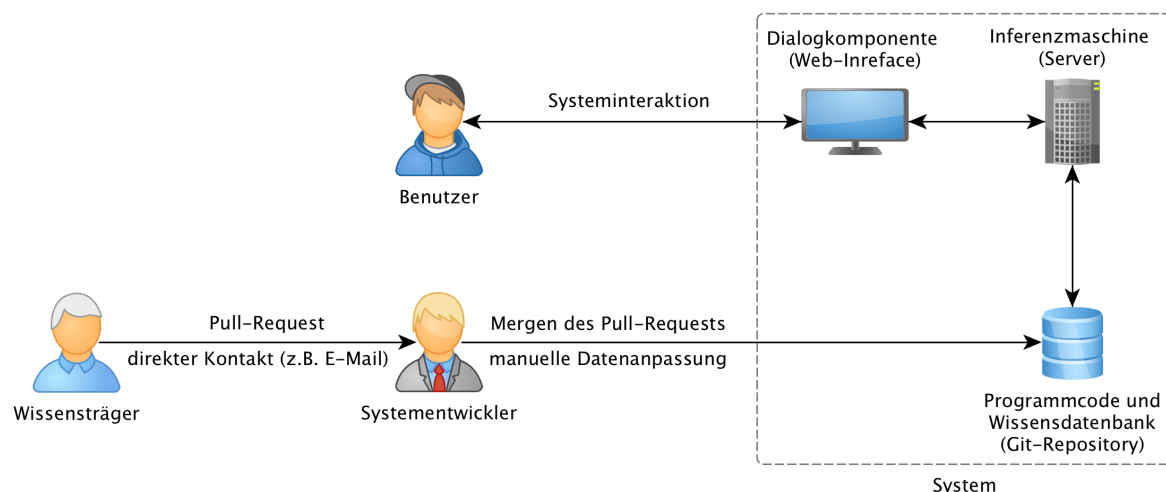 Dialogkomponente
(Web-Inreface)
Inferenzmaschine
(Server)
Systeminteraktion
Benutzer
Pull-Request
direkter Kontakt (z.B. E-Mail)
Mergen des Pull-Requests
manuelle Datenanpassung
Wissensträger
Systementwickler
Programmcode und
Wissensdatenbank
(Git-Repository)
System